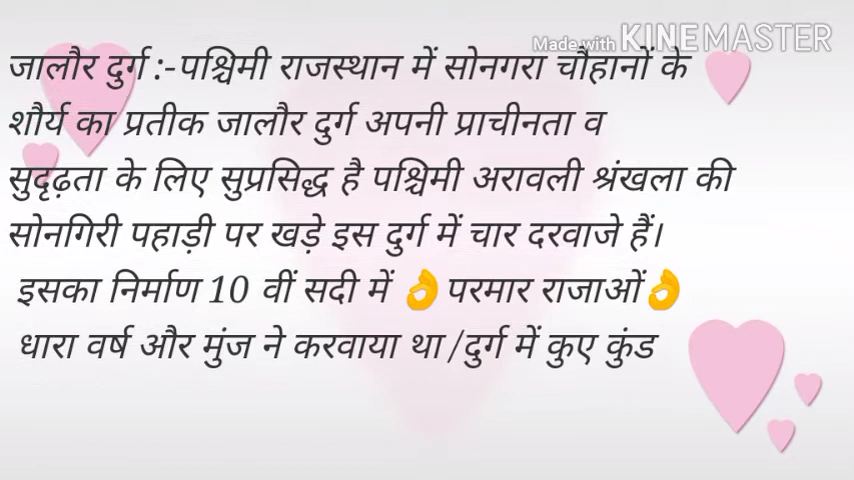 Made with KINEMASTER
जालौर दुर्ग :-पश्चिमी राजस्थान में सोनगरा चौहानों के
शौर्य का प्रतीक जालौर दुर्ग अपनी प्राचीनता व
सुदृढ़ता के लिए सुप्रसिद्ध है पश्चिमी अरावली श्रंखला की
सोनगिरी पहाड़ी पर खड़े इस दुर्ग में चार दरवाजे हैं।
इसका निर्माण 10 वीं सदी में 👌परमार राजाओं👌
धारा वर्ष और मुंज ने करवाया था /दुर्ग में कुए कुंड